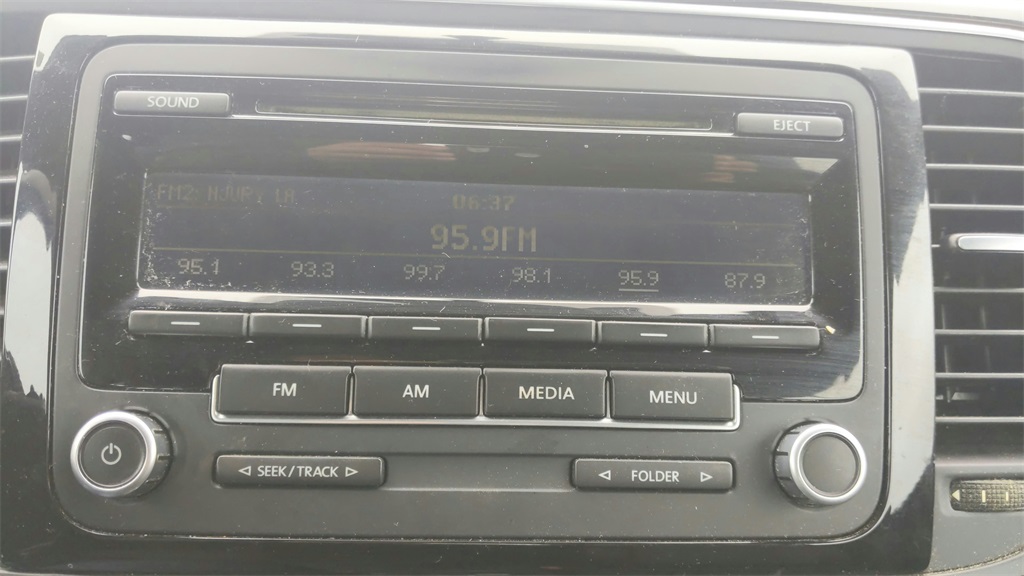 SOUND
EJECT
FM2: 06:37
95.9FM
95.1 93.3 99.7 98.1 95.9 87.9
FM AM MEDIA MENU
SEEK/TRACK FOLDER